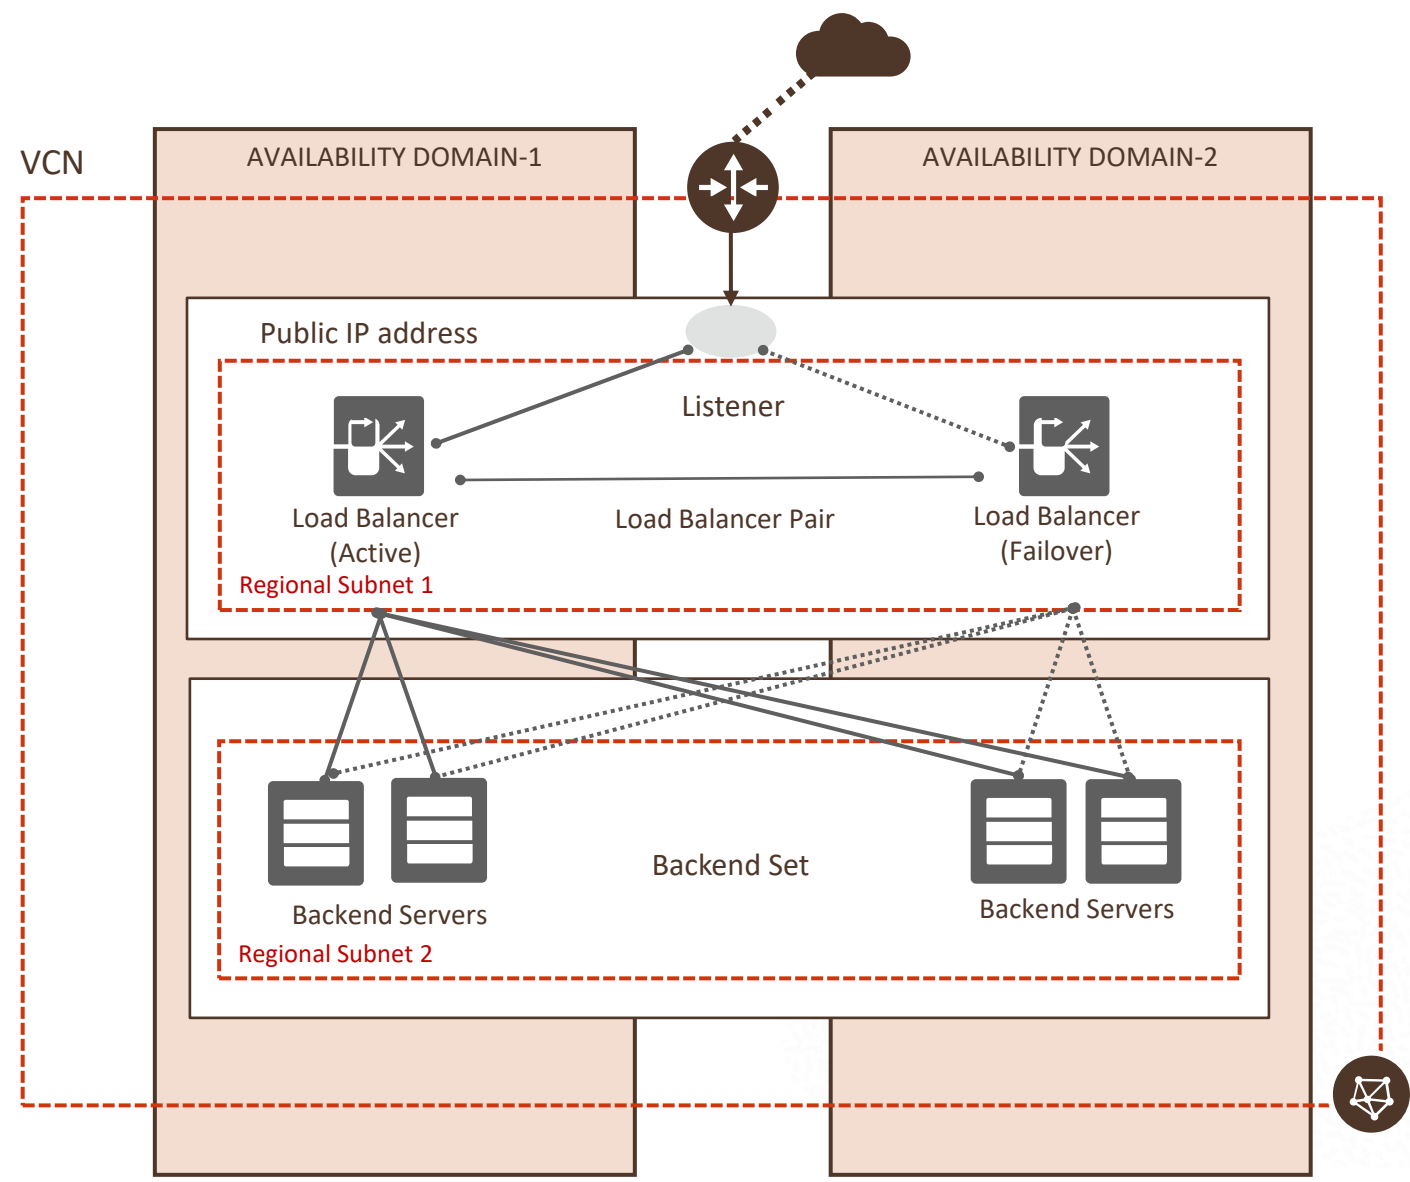 VCN
AVAILABILITY DOMAIN-1
AVAILABILITY DOMAIN-2
Public IP address
Listener
Load Balancer
(Active)
Load Balancer Pair
Load Balancer
(Failover)
Regional Subnet 1
Backend Set
Backend Servers
Backend Servers
Regional Subnet 2